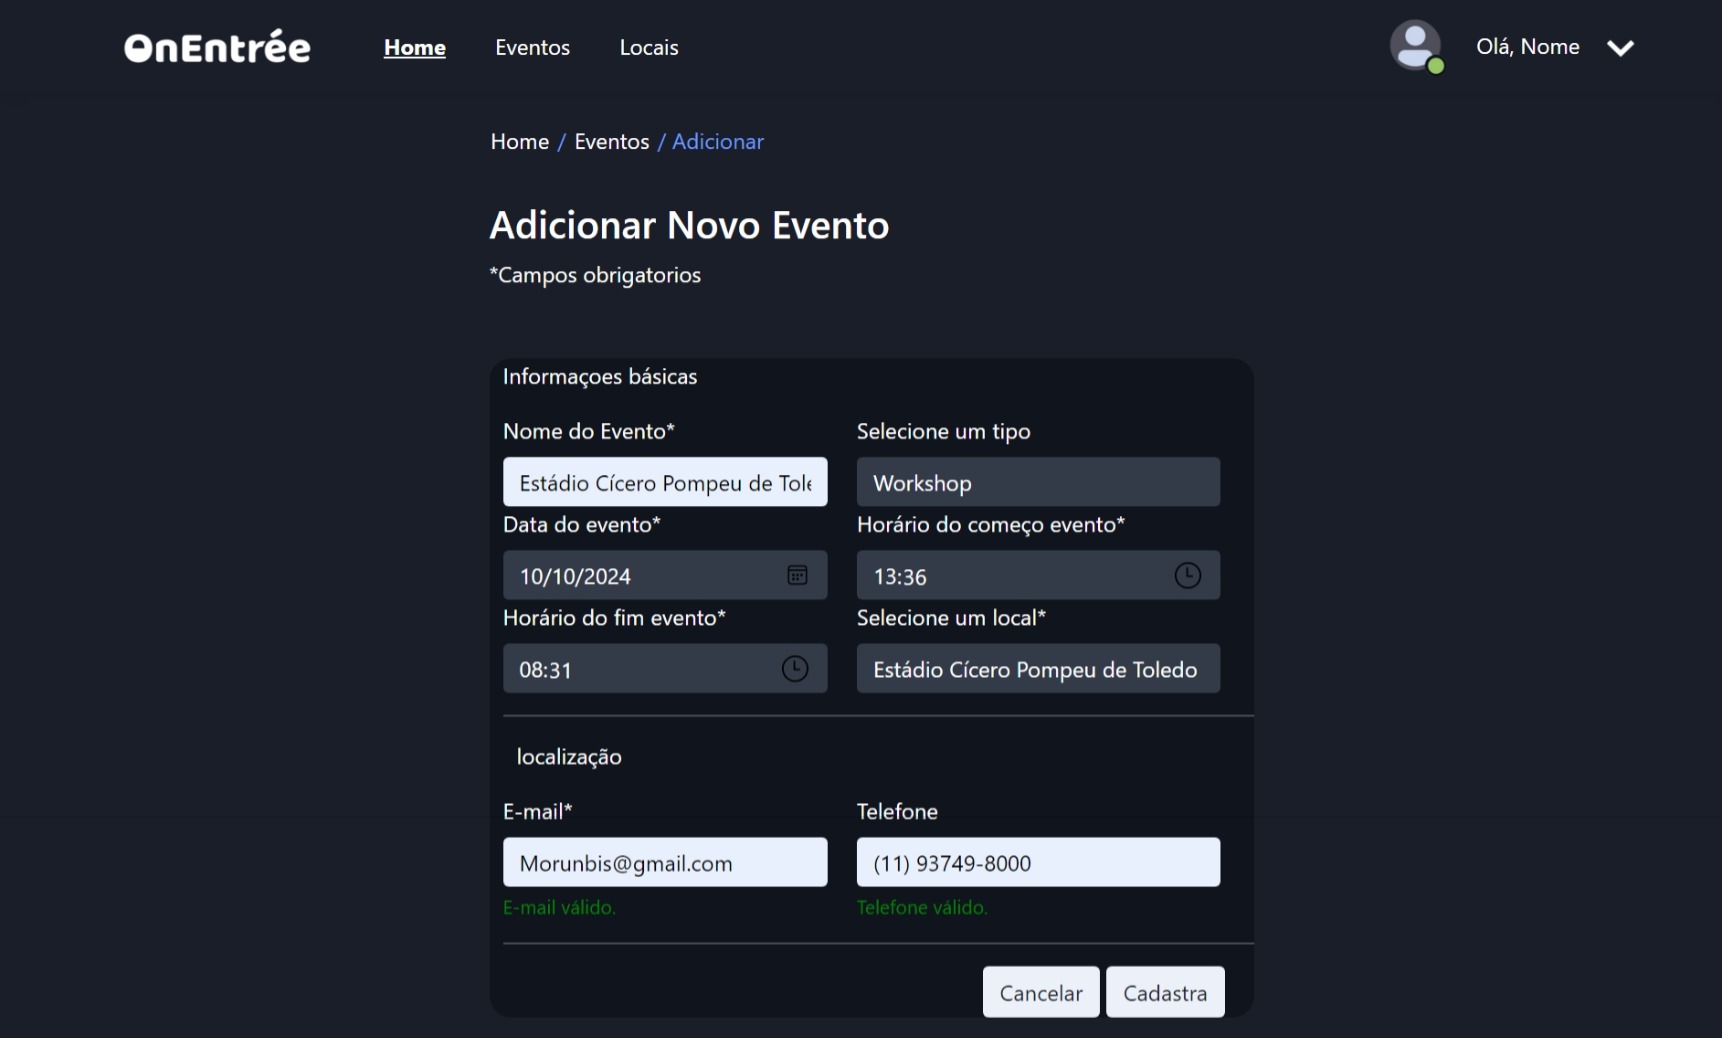 OnEntrée Home Eventos Locais Olá, Nome
Home / Eventos / Adicionar
Adicionar Novo Evento
*Campos obrigatorios
Informaçoes básicas
Nome do Evento* Selecione um tipo
Estádio Cícero Pompeu de Tole Workshop
Data do evento* Horário do começo evento*
10/10/2024 13:36
Horário do fim evento* Selecione um local*
08:31 Estádio Cícero Pompeu de Toledo
localização
E-mail* Telefone
Morunbis@gmail.com (11) 93749-8000
E-mail válido. Telefone válido.
Cancelar Cadastra